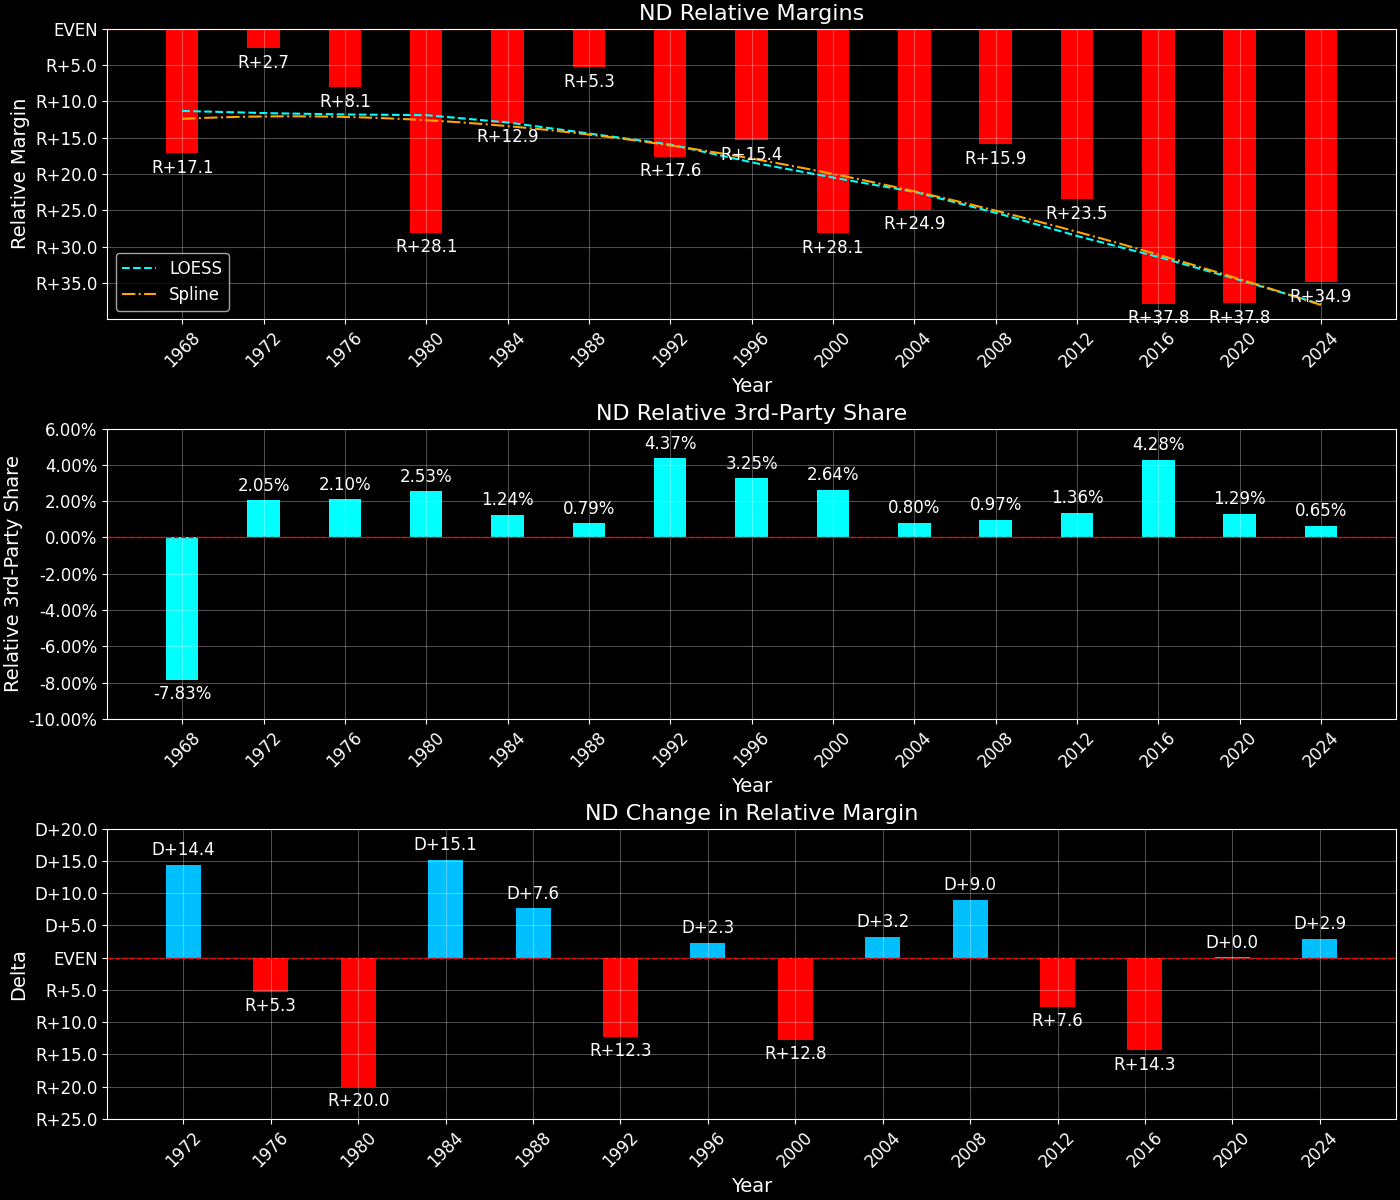 ND Relative Margins
Relative Margin
EVEN
R+5.0
R+10.0
R+15.0
R+20.0
R+25.0
R+30.0
R+35.0
R+17.1
R+2.7
R+8.1
R+28.1
R+12.9
R+5.3
R+17.6
R+15.4
R+28.1
R+24.9
R+15.9
R+23.5
R+37.8
R+37.8
R+34.9
LOESS
Spline
1968
1972
1976
1980
1984
1988
1992
1996
2000
2004
2008
2012
2016
2020
2024
Year
ND Relative 3rd-Party Share
Relative 3rd-Party Share
6.00%
4.00%
2.00%
0.00%
-2.00%
-4.00%
-6.00%
-8.00%
-10.00%
-7.83%
2.05%
2.10%
2.53%
1.24%
0.79%
4.37%
3.25%
2.64%
0.80%
0.97%
1.36%
4.28%
1.29%
0.65%
1968
1972
1976
1980
1984
1988
1992
1996
2000
2004
2008
2012
2016
2020
2024
Year
ND Change in Relative Margin
Delta
D+20.0
D+15.0
D+10.0
D+5.0
EVEN
R+5.0
R+10.0
R+15.0
R+20.0
R+25.0
D+14.4
R+5.3
R+20.0
D+15.1
D+7.6
R+12.3
D+2.3
R+12.8
D+3.2
D+9.0
R+7.6
R+14.3
D+0.0
D+2.9
1972
1976
1980
1984
1988
1992
1996
2000
2004
2008
2012
2016
2020
2024
Year